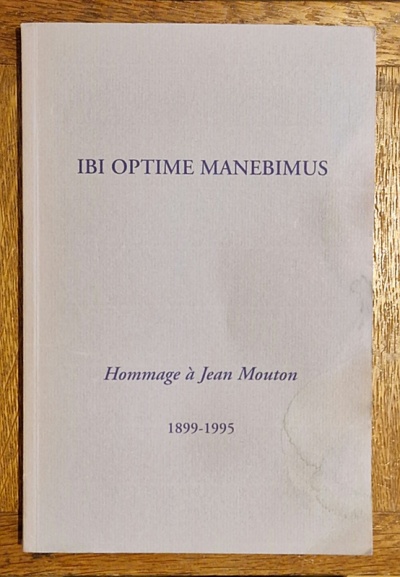 IBI OPTIME MANEBIMUS
Hommage à Jean Mouton
1899-1995